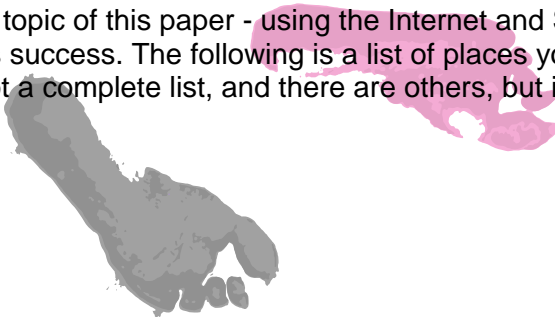 topic of this paper - using the Internet and
success. The following is a list of places
t a complete list, and there are others, but